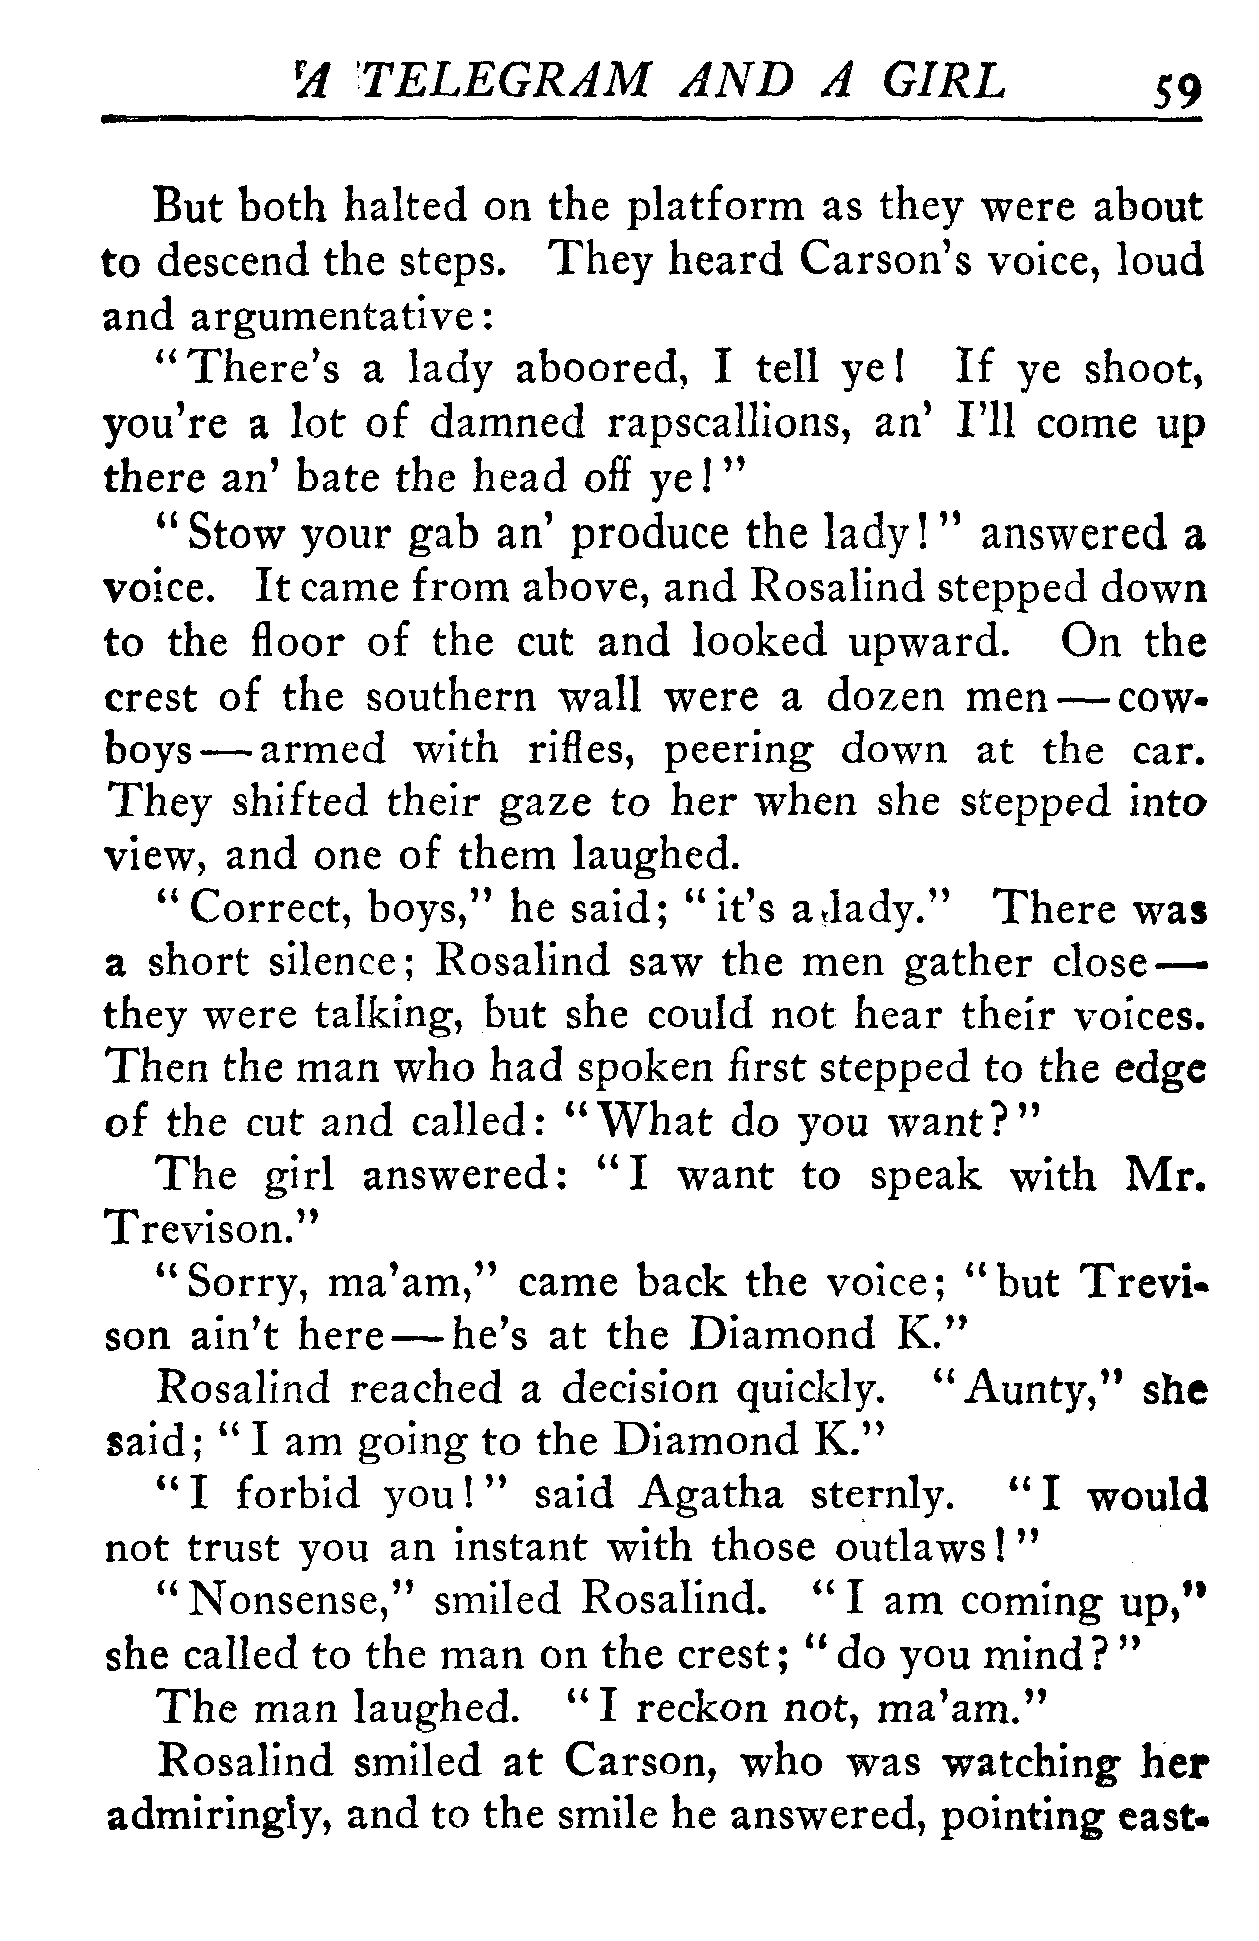 A TELEGRAM AND A GIRL 59
But both halted on the platform as they were about
to descend the steps. They heard Carson's voice, loud
and argumentative:
"There's a lady aboored, I tell ye! If ye shoot,
you're a lot of damned rapscallions, an' I'll come up
there an' bate the head off ye!"
"Stow your gab an' produce the lady!" answered a
voice. It came from above, and Rosalind stepped down
to the floor of the cut and looked upward. On the
crest of the southern wall were a dozen men—cow-
boys—armed with rifles, peering down at the car.
They shifted their gaze to her when she stepped into
view, and one of them laughed.
"Correct, boys," he said; "it's a lady." There was
a short silence; Rosalind saw the men gather close—
they were talking, but she could not hear their voices.
Then the man who had spoken first stepped to the edge
of the cut and called: "What do you want?"
The girl answered: "I want to speak with Mr.
Trevison."
"Sorry, ma'am," came back the voice; "but Trevi-
son ain't here—he's at the Diamond K."
Rosalind reached a decision quickly. "Aunty," she
said; "I am going to the Diamond K."
"I forbid you!" said Agatha sternly. "I would
not trust you an instant with those outlaws!"
"Nonsense," smiled Rosalind. "I am coming up,"
she called to the man on the crest; "do you mind?"
The man laughed. "I reckon not, ma'am."
Rosalind smiled at Carson, who was watching her
admiringly, and to the smile he answered, pointing east-